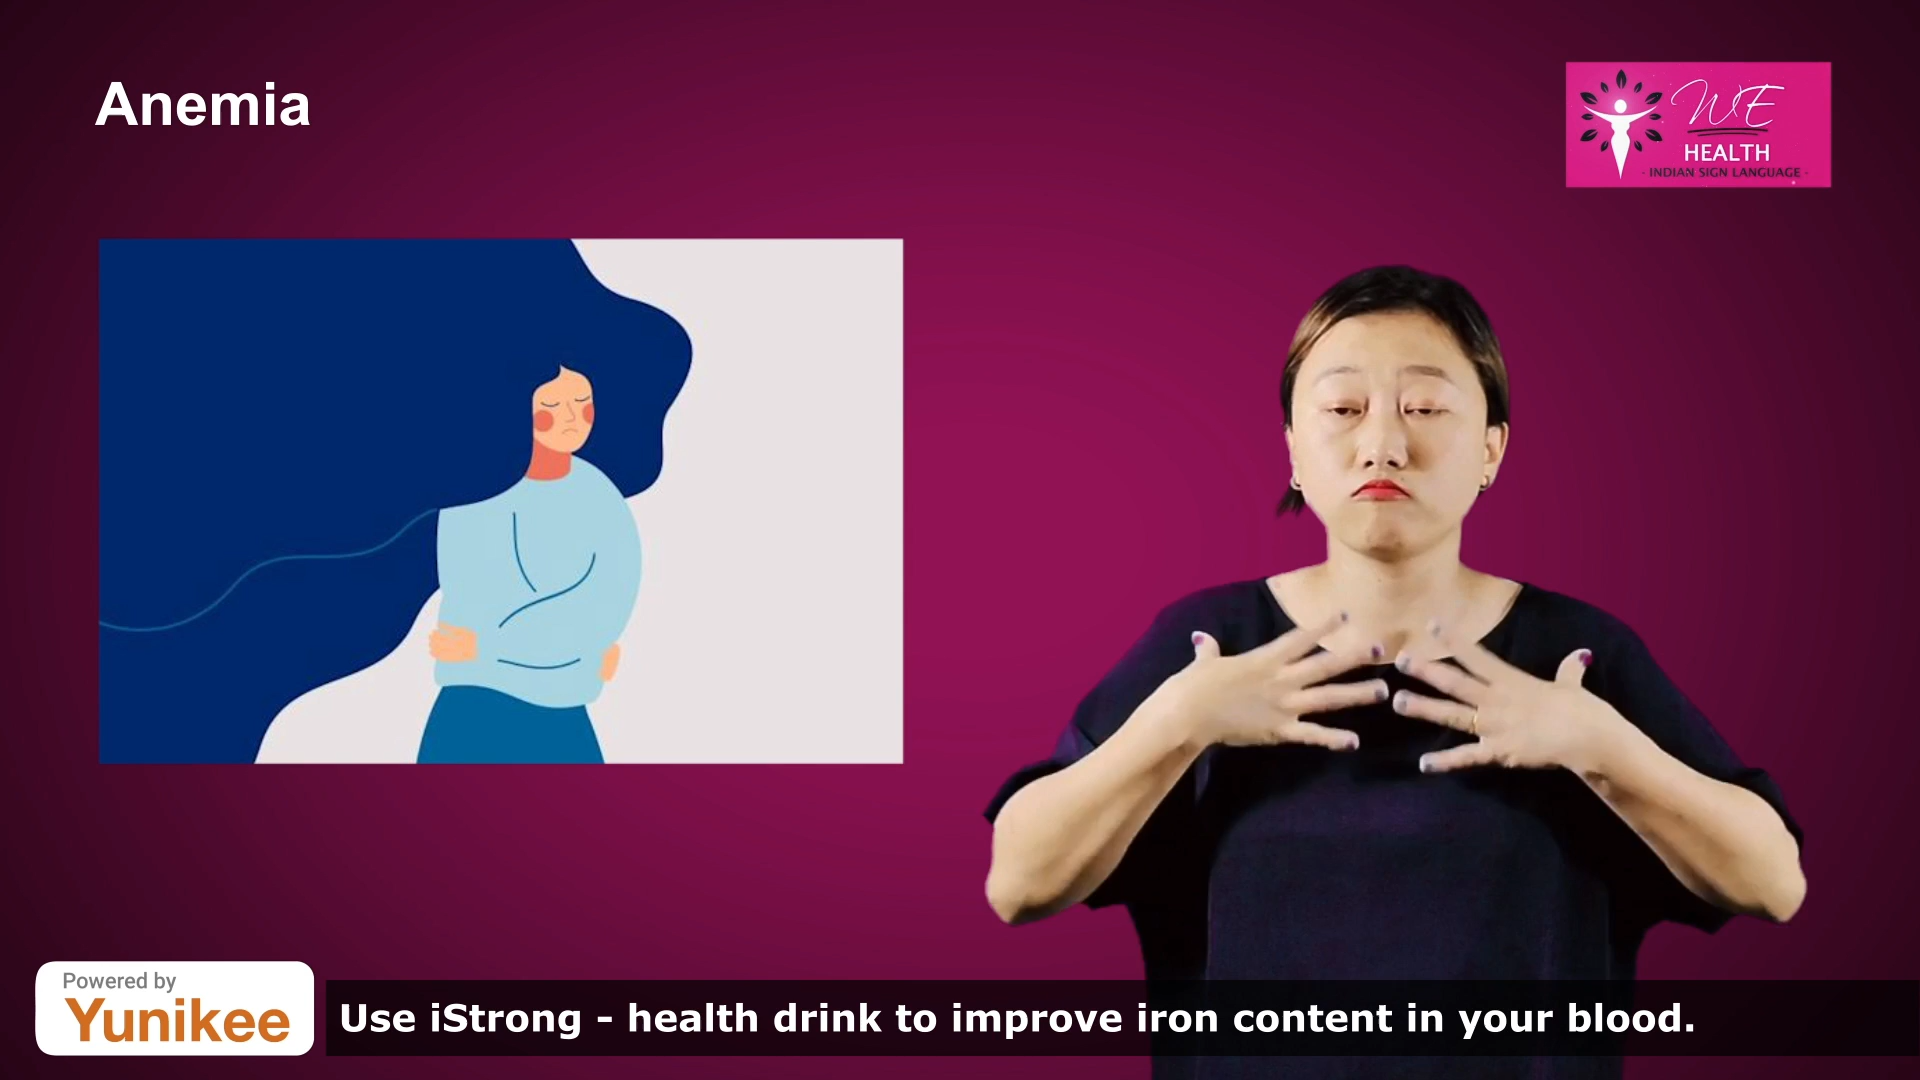 Anemia
WE
HEALTH
- INDIAN SIGN LANGUAGE -
Powered by
Yunikee
Use iStrong - health drink to improve iron content in your blood.